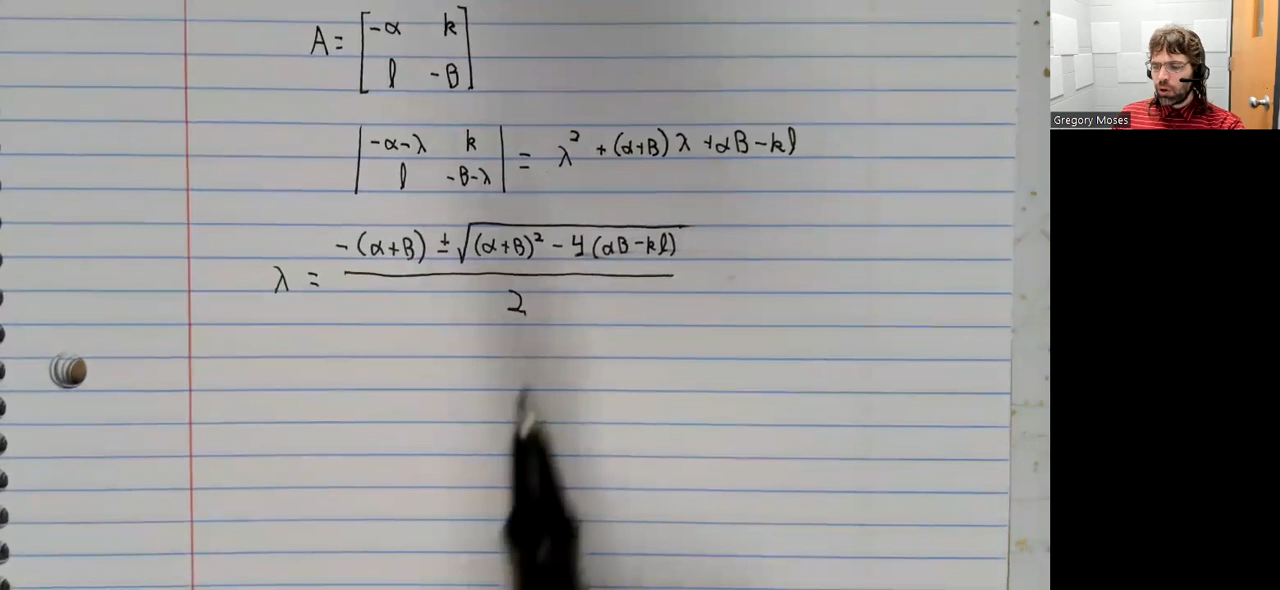 A = [-α k
l -β]
|-α-λ k
l -β-λ| = λ² + (α+β)λ + αβ - kl
λ = -(α+β) ± √(α+β)² - 4(αβ - kl)
2
Gregory Moses